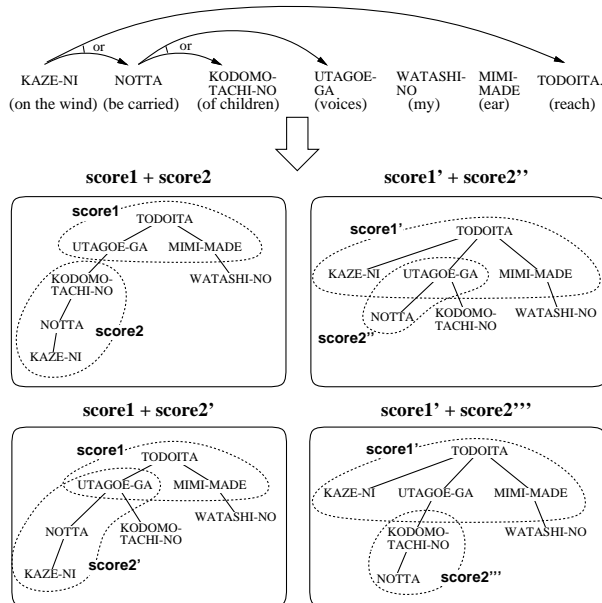 or or
KAZE-NI NOTTA KODOMO- UTAGOE- WATASHI- MIMI- TODOITA.
TACHI-NO GA NO MADE
(on the wind) (be carried) (of children) (voices) (my) (ear) (reach)
score1 + score2
score1
TODOITA
UTAGOE-GA MIMI-MADE
KODOMO- WATASHI-NO
TACHI-NO
NOTTA
score2
KAZE-NI
score1' + score2''
score1'
TODOITA
KAZE-NI UTAGOE-GA MIMI-MADE
NOTTA KODOMO- WATASHI-NO
TACHI-NO
score2''
score1 + score2'
score1
TODOITA
UTAGOE-GA MIMI-MADE
WATASHI-NO
NOTTA KODOMO-
TACHI-NO
score2'
KAZE-NI
score1' + score2'''
score1'
TODOITA
KAZE-NI UTAGOE-GA MIMI-MADE
KODOMO- WATASHI-NO
TACHI-NO
NOTTA score2'''